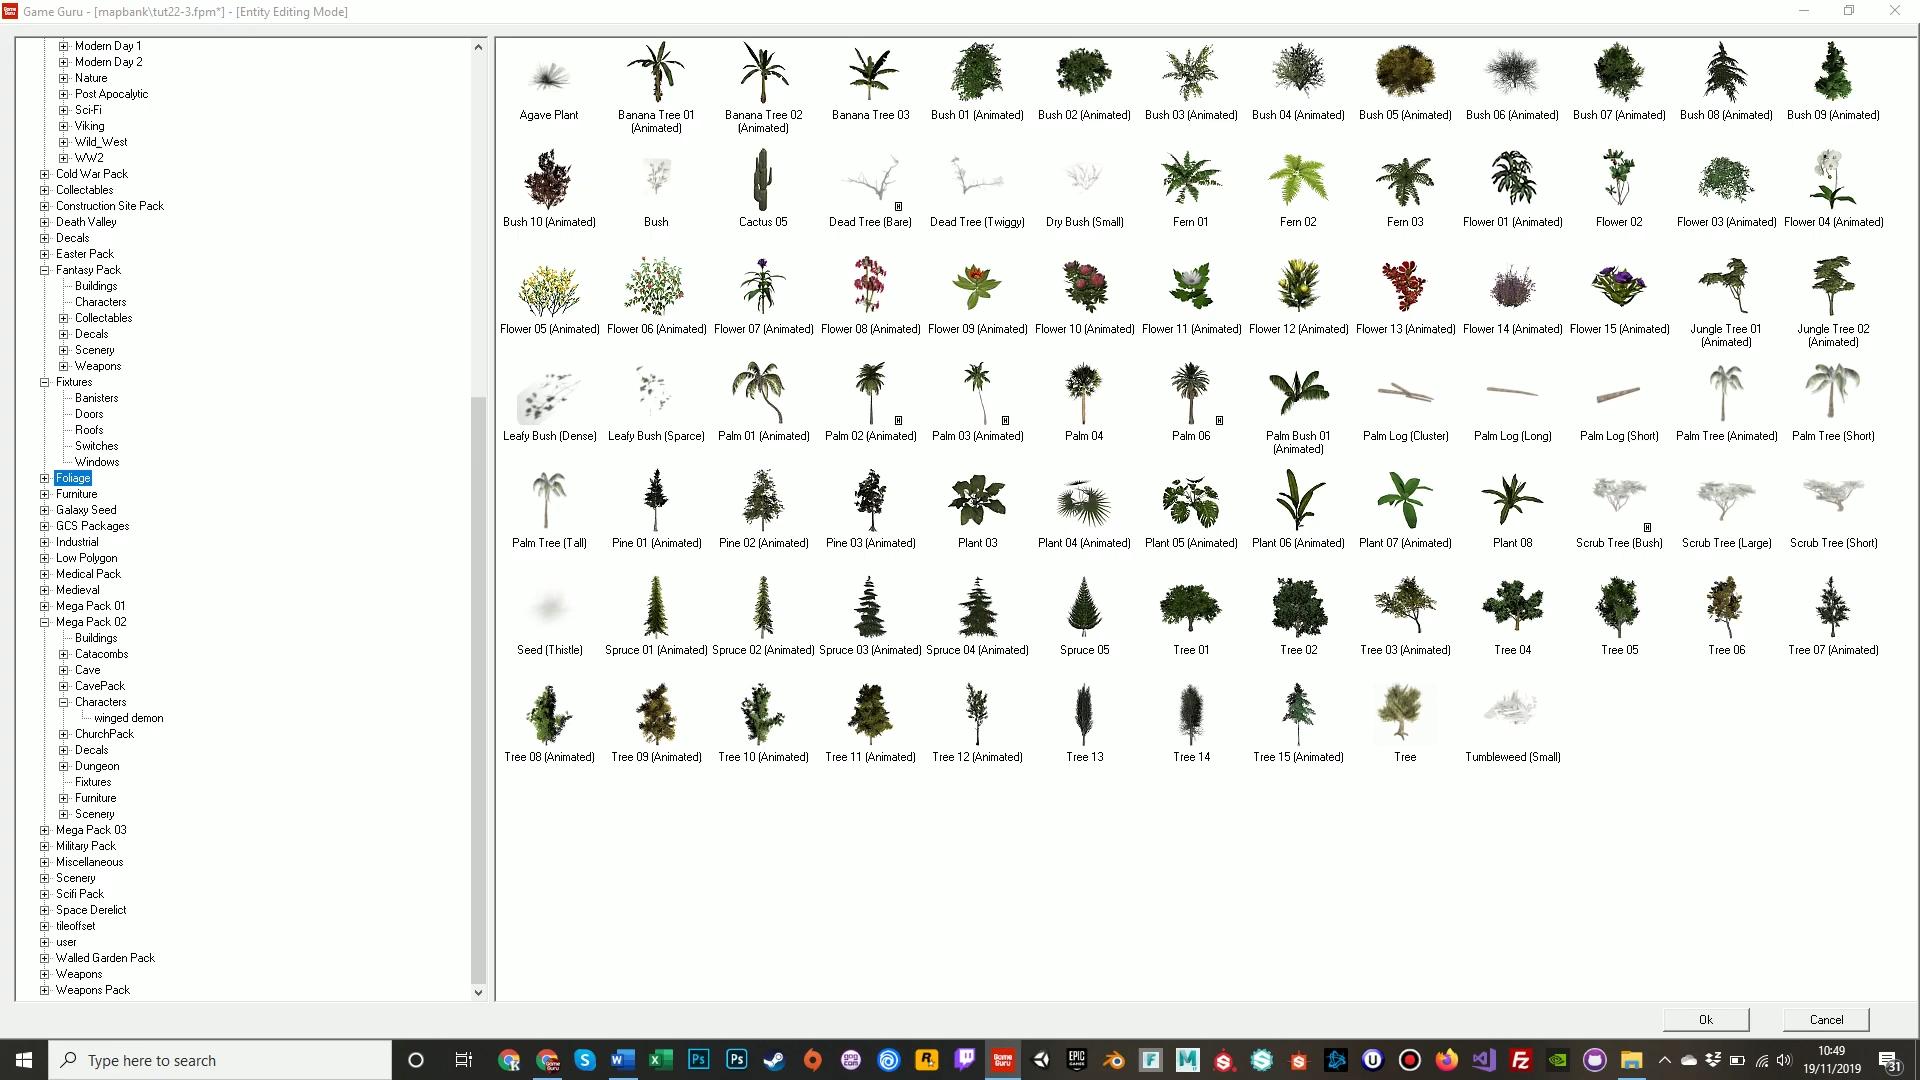 Game Guru - [mapbank\tut22-3.fpm*] - [Entity Editing Mode]
Modern Day 1
Modern Day 2
Nature
Post Apocalytic
Sci-Fi
Viking
Wild_West
WW2
Cold War Pack
Collectables
Construction Site Pack
Death Valley
Decals
Easter Pack
Fantasy Pack
Buildings
Characters
Collectables
Decals
Scenery
Weapons
Fixtures
Banisters
Doors
Roofs
Switches
Windows
Foliage
Furniture
Galaxy Seed
GCS Packages
Industrial
Low Polygon
Medical Pack
Medieval
Mega Pack 01
Mega Pack 02
Buildings
Catacombs
Cave
CavePack
Characters
winged demon
ChurchPack
Decals
Dungeon
Fixtures
Furniture
Scenery
Mega Pack 03
Military Pack
Miscellaneous
Scenery
Scifi Pack
Space Derelict
tileoffset
user
Walled Garden Pack
Weapons
Weapons Pack
Agave Plant
Banana Tree 01
(Animated)
Banana Tree 02
(Animated)
Banana Tree 03
Bush 01 (Animated)
Bush 02 (Animated)
Bush 03 (Animated)
Bush 04 (Animated)
Bush 05 (Animated)
Bush 06 (Animated)
Bush 07 (Animated)
Bush 08 (Animated)
Bush 09 (Animated)
Bush 10 (Animated)
Bush
Cactus 05
Dead Tree (Bare)
Dead Tree (Twiggy)
Dry Bush (Small)
Fern 01
Fern 02
Fern 03
Flower 01 (Animated)
Flower 02
Flower 03 (Animated)
Flower 04 (Animated)
Flower 05 (Animated)
Flower 06 (Animated)
Flower 07 (Animated)
Flower 08 (Animated)
Flower 09 (Animated)
Flower 10 (Animated)
Flower 11 (Animated)
Flower 12 (Animated)
Flower 13 (Animated)
Flower 14 (Animated)
Flower 15 (Animated)
Jungle Tree 01
(Animated)
Jungle Tree 02
(Animated)
Leafy Bush (Dense)
Leafy Bush (Sparce)
Palm 01 (Animated)
Palm 02 (Animated)
Palm 03 (Animated)
Palm 04
Palm 06
Palm Bush 01
(Animated)
Palm Log (Cluster)
Palm Log (Long)
Palm Log (Short)
Palm Tree (Animated)
Palm Tree (Short)
Palm Tree (Tall)
Pine 01 (Animated)
Pine 02 (Animated)
Pine 03 (Animated)
Plant 03
Plant 04 (Animated)
Plant 05 (Animated)
Plant 06 (Animated)
Plant 07 (Animated)
Plant 08
Scrub Tree (Bush)
Scrub Tree (Large)
Scrub Tree (Short)
Seed (Thistle)
Spruce 01 (Animated)
Spruce 02 (Animated)
Spruce 03 (Animated)
Spruce 04 (Animated)
Spruce 05
Tree 01
Tree 02
Tree 03 (Animated)
Tree 04
Tree 05
Tree 06
Tree 07 (Animated)
Tree 08 (Animated)
Tree 09 (Animated)
Tree 10 (Animated)
Tree 11 (Animated)
Tree 12 (Animated)
Tree 13
Tree 14
Tree 15 (Animated)
Tree
Tumbleweed (Small)
Ok
Cancel
Type here to search
10:49
19/11/2019
31